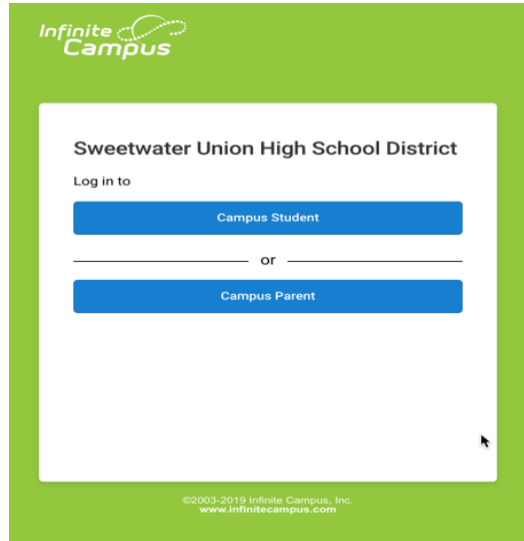 Infinite
Campus
Sweetwater Union High School District
Log in to
Campus Student
or
Campus Parent
©2003-2019 Infinite Campus, Inc.
www.infinitecampus.com